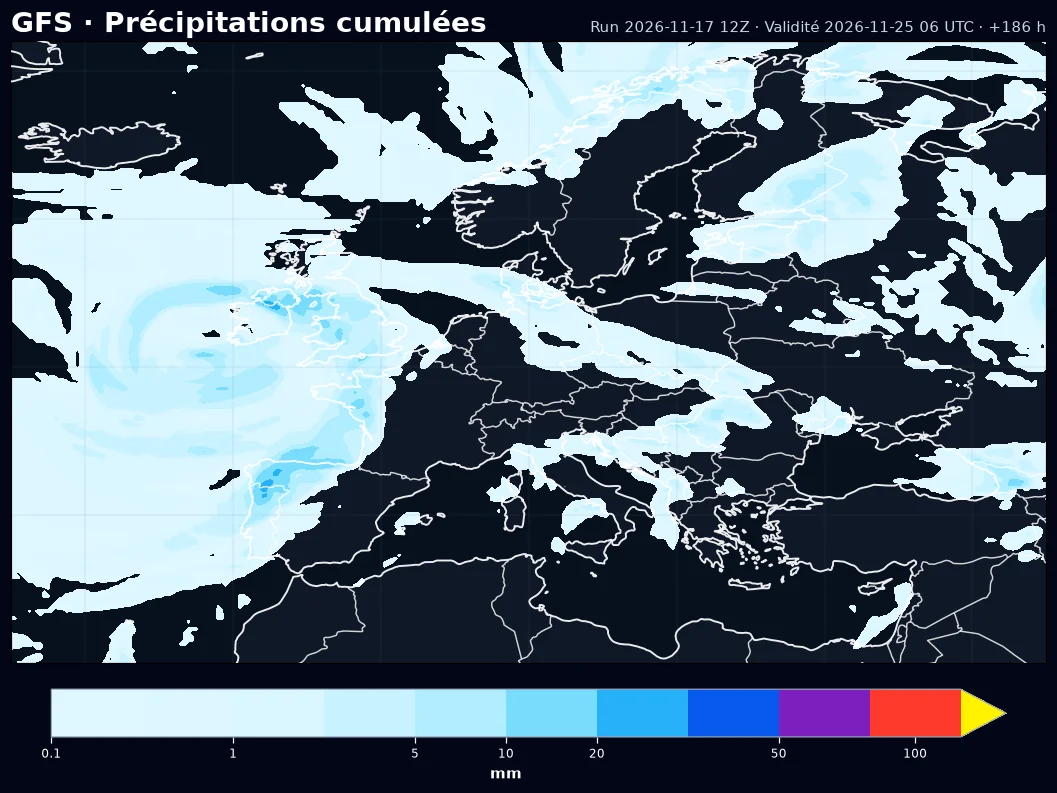 GFS · Précipitations cumulées
Run 2026-11-17 12Z · Validité 2026-11-25 06 UTC · +186 h
0.1 1 5 10 20 50 100
mm